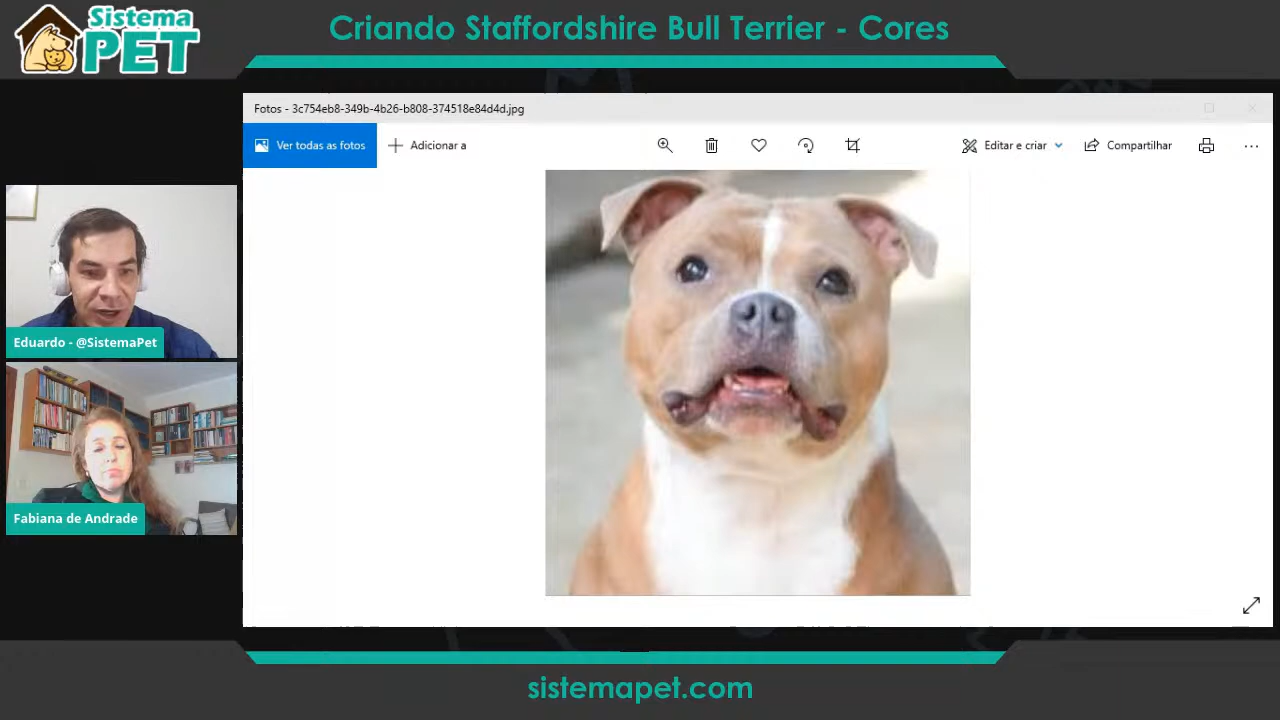 Sistema
PET
Criando Staffordshire Bull Terrier - Cores
Fotos - 3c754eb8-349b-4b26-b808-374518e84d4d.jpg
Ver todas as fotos
Adicionar a
Editar e criar
Compartilhar
Eduardo - @SistemaPet
Fabiana de Andrade
sistemapet.com